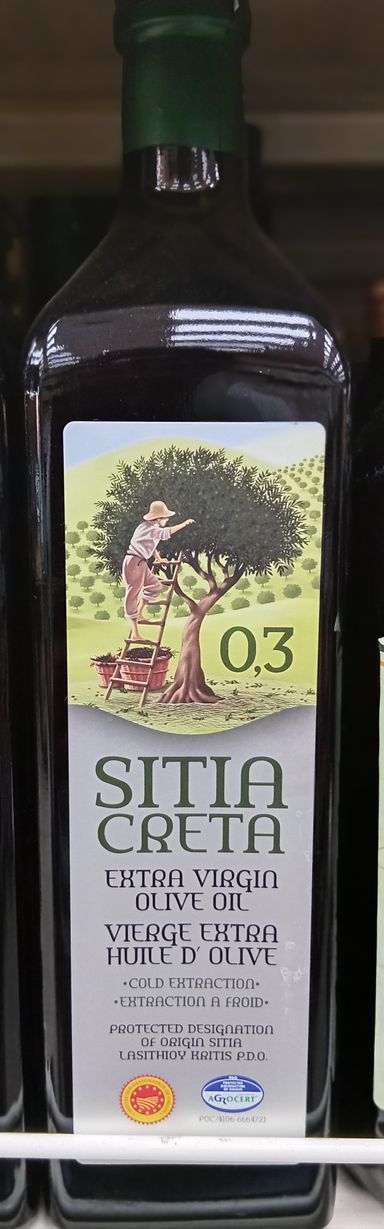 0,3
SITIA
CRETA
EXTRA VIRGIN
OLIVE OIL
VIERGE EXTRA
HUILE D' OLIVE
•COLD EXTRACTION•
•EXTRACTION A FROID•
PROTECTED DESIGNATION
OF ORIGIN SITIA
LASITHIOY KRITIS P.D.O.
AGROCERT